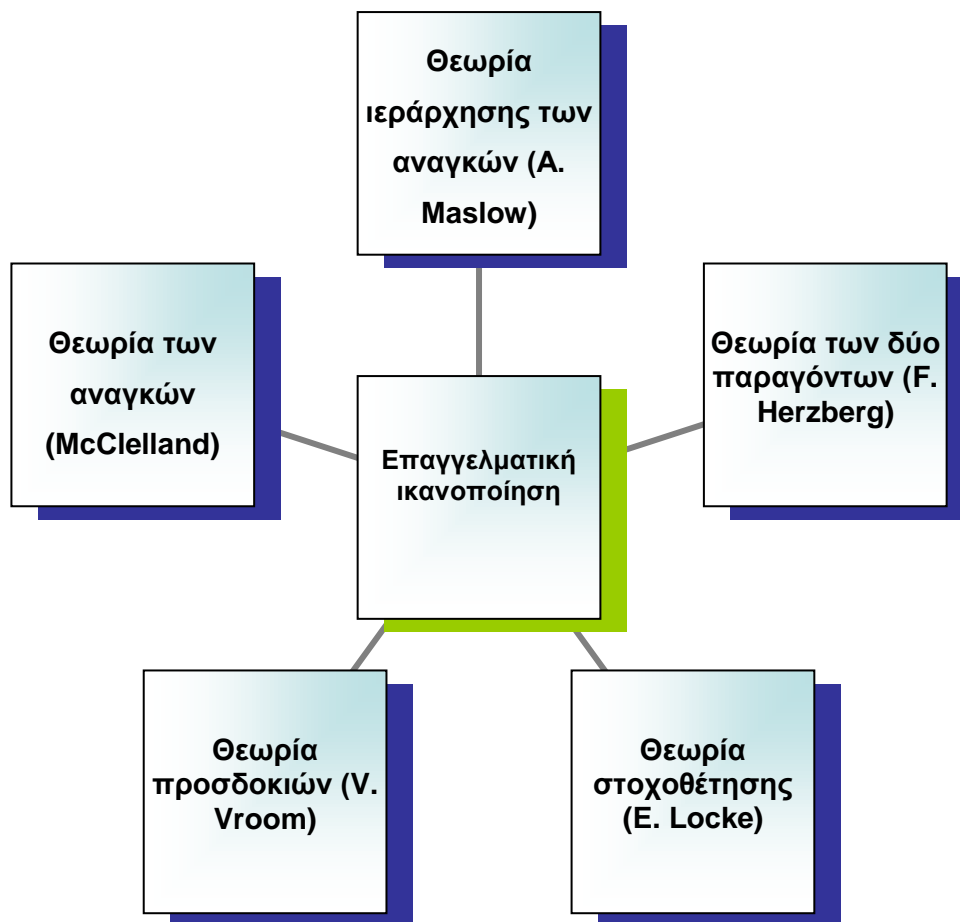 Θεωρία
ιεράρχησης των
αναγκών (A.
Maslow)
Θεωρία των
αναγκών
(McClelland)
Θεωρία των δύο
παραγόντων (F.
Herzberg)
Επαγγελματική
ικανοποίηση
Θεωρία
προσδοκιών (V.
Vroom)
Θεωρία
στοχοθέτησης
(E. Locke)